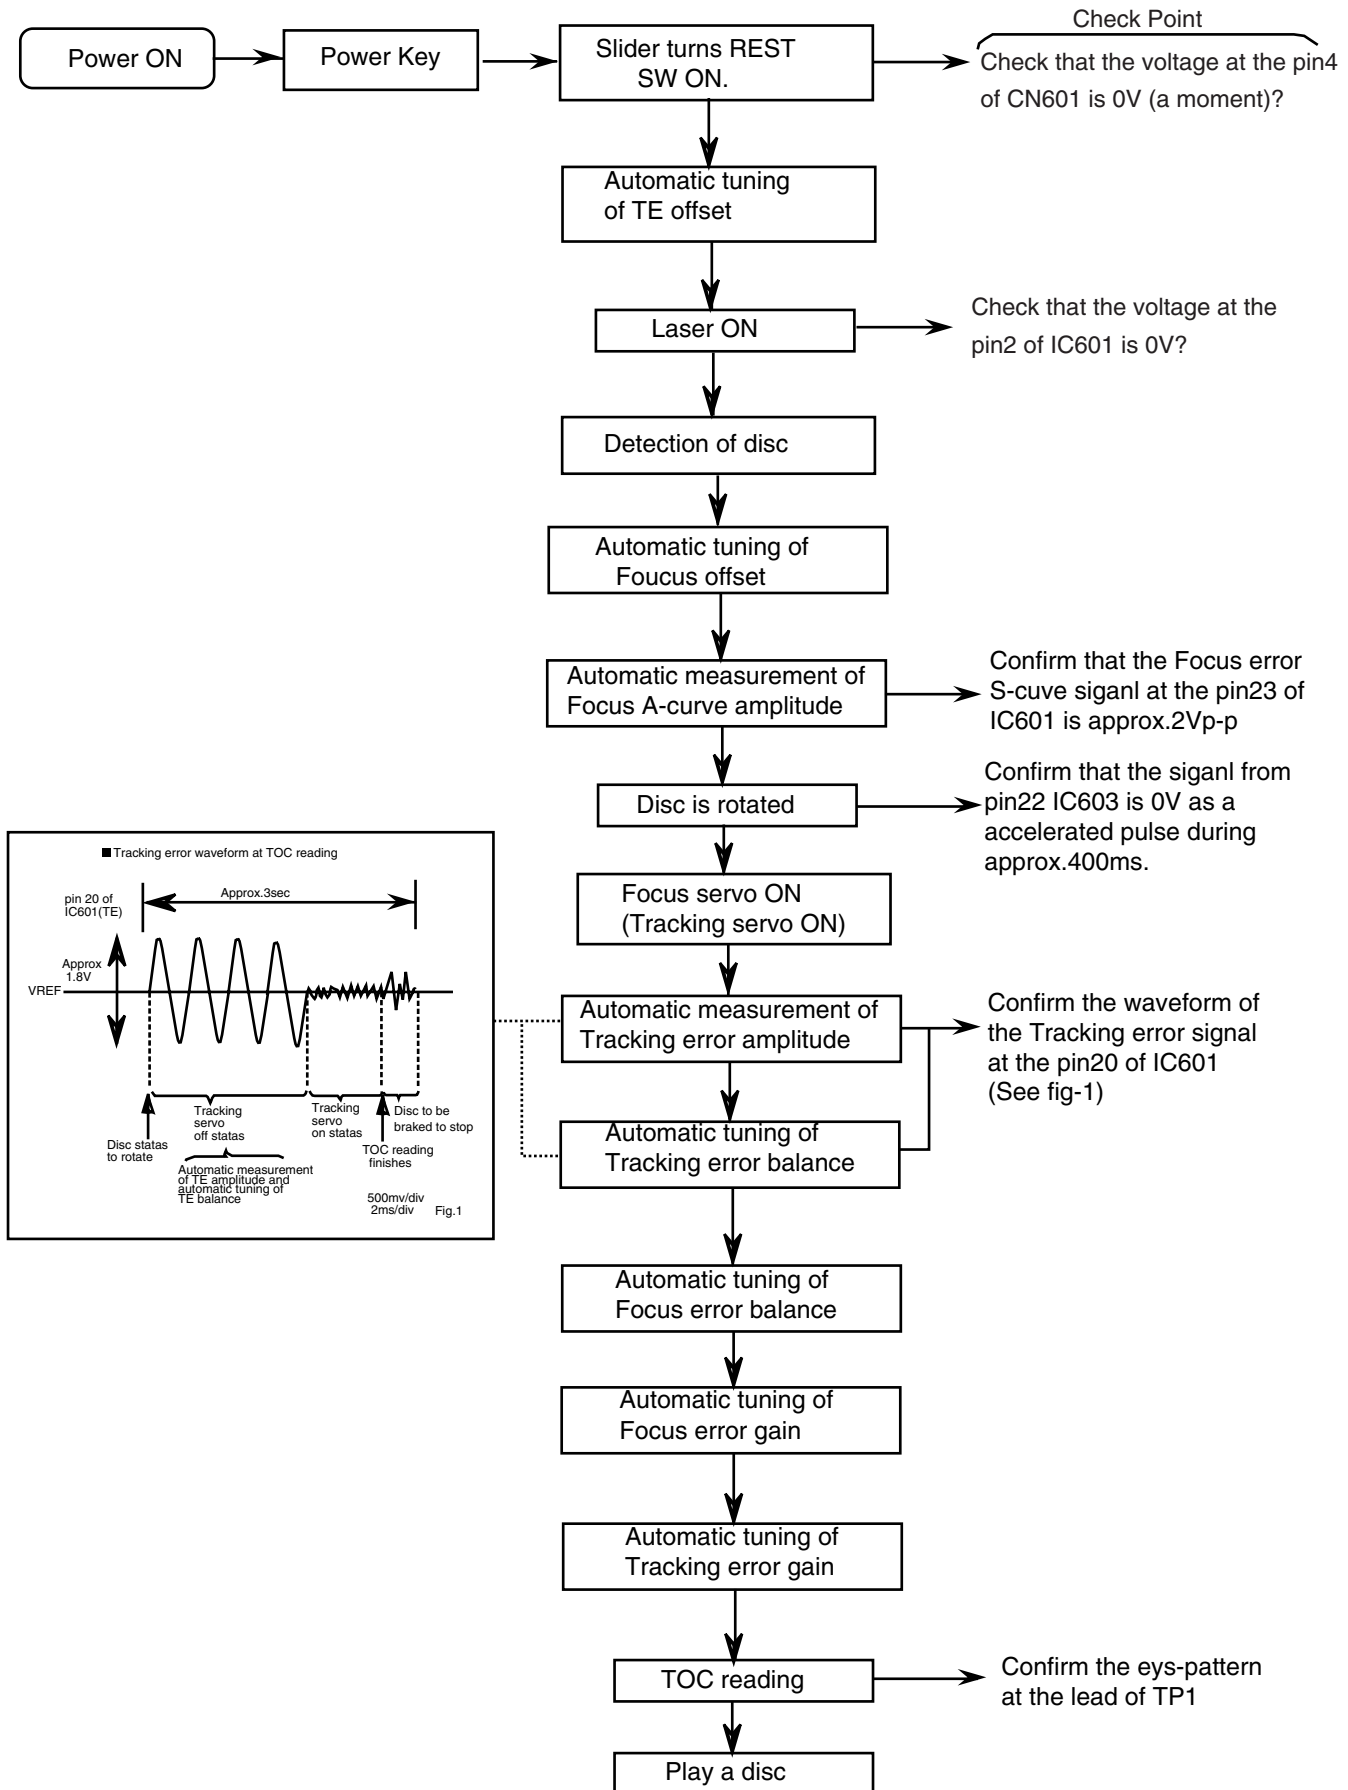 Check Point
Power ON
Power Key
Slider turns REST
SW ON.
Check that the voltage at the pin4
of CN601 is 0V (a moment)?
Automatic tuning
of TE offset
Laser ON
Check that the voltage at the
pin2 of IC601 is 0V?
Detection of disc
Automatic tuning of
Foucus offset
Automatic measurement of
Focus A-curve amplitude
Confirm that the Focus error
S-cuve siganl at the pin23 of
IC601 is approx.2Vp-p
Disc is rotated
Confirm that the siganl from
pin22 IC603 is 0V as a
accelerated pulse during
approx.400ms.
■Tracking error waveform at TOC reading
pin 20 of
IC601(TE)
Approx.3sec
Approx
1.8V
VREF
Disc statas
to rotate
Tracking
servo
off statas
Tracking
servo
on statas
Disc to be
braked to stop
TOC reading
finishes
Automatic measurement
of TE amplitude and
automatic tuning of
TE balance
500mv/div
2ms/div
Fig.1
Focus servo ON
(Tracking servo ON)
Automatic measurement of
Tracking error amplitude
Confirm the waveform of
the Tracking error signal
at the pin20 of IC601
(See fig-1)
Automatic tuning of
Tracking error balance
Automatic tuning of
Focus error balance
Automatic tuning of
Focus error gain
Automatic tuning of
Tracking error gain
TOC reading
Confirm the eys-pattern
at the lead of TP1
Play a disc